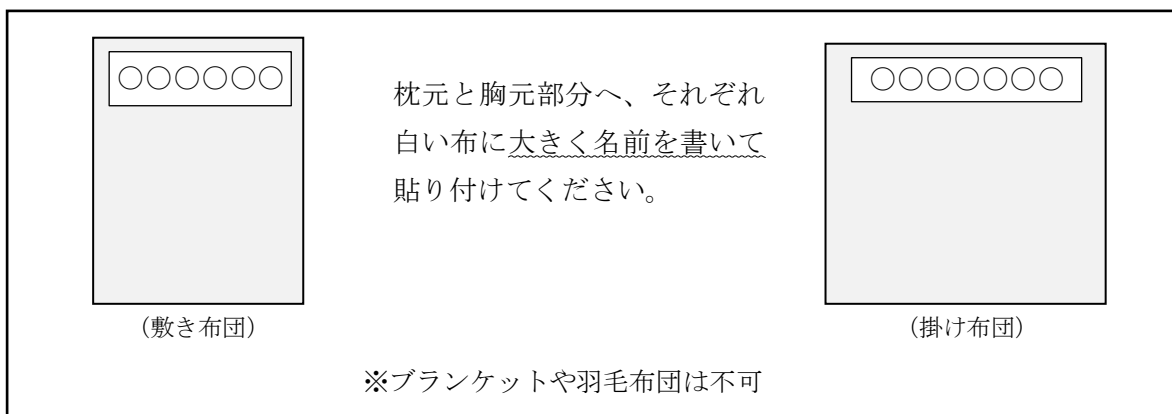 ○○○○○○
枕元と胸元部分へ、それぞれ
白い布に大きく名前を書いて
貼り付けてください。
○○○○○○○
(敷き布団)
(掛け布団)
※ブランケットや羽毛布団は不可